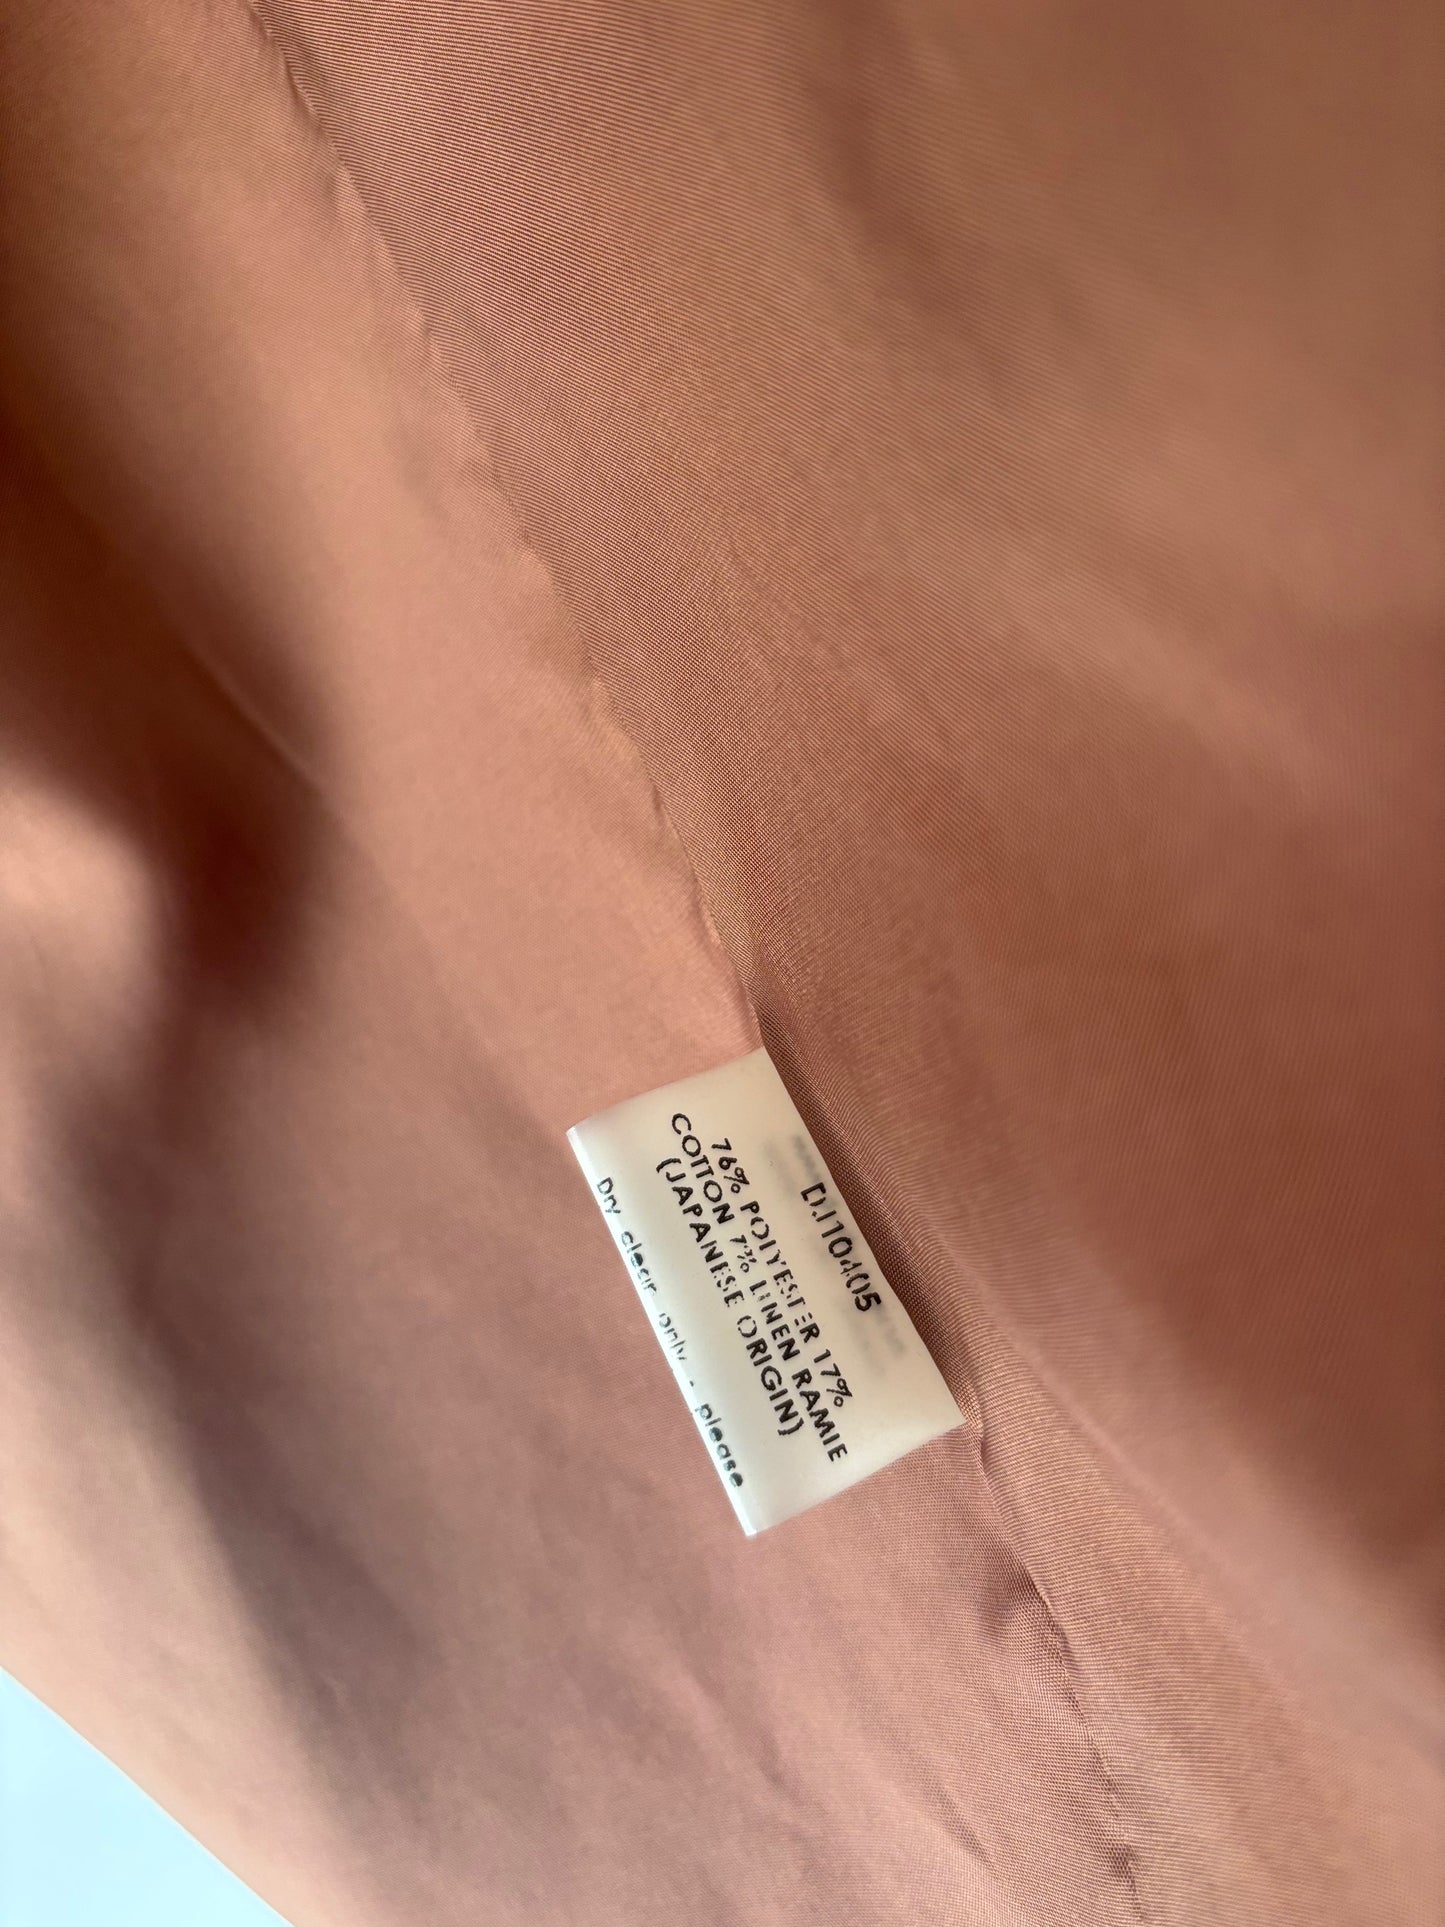 DJ10405
76% POLYESTER 17%
COTTON 7% LINEN RAMIE
(JAPANESE ORIGIN)
Dry clean only - please